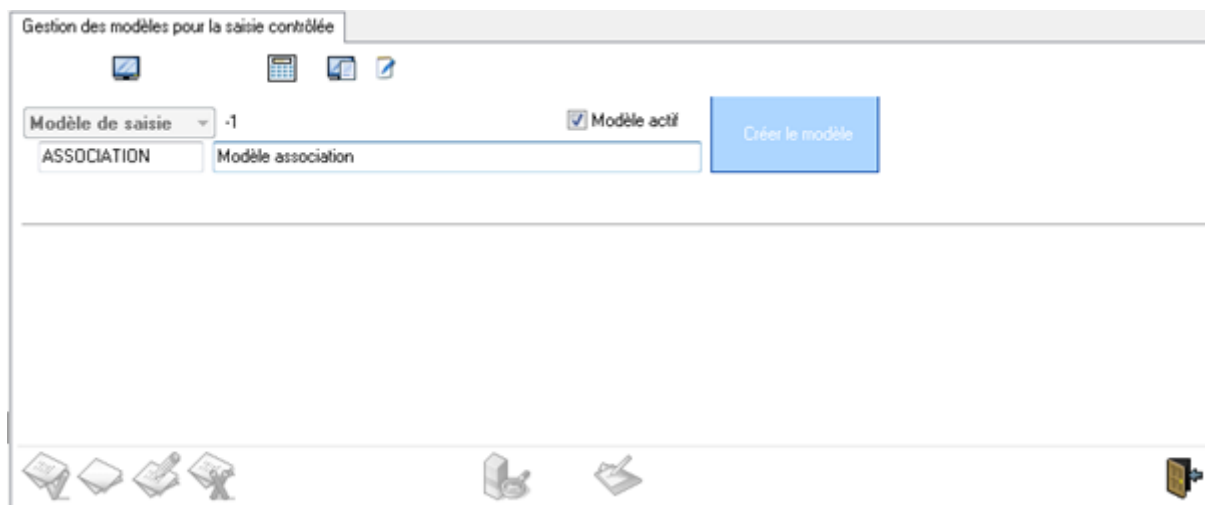 Gestion des modèles pour la saisie contrôlée
Modèle de saisie -1 Modèle actif
Créer le modèle
ASSOCIATION Modèle association